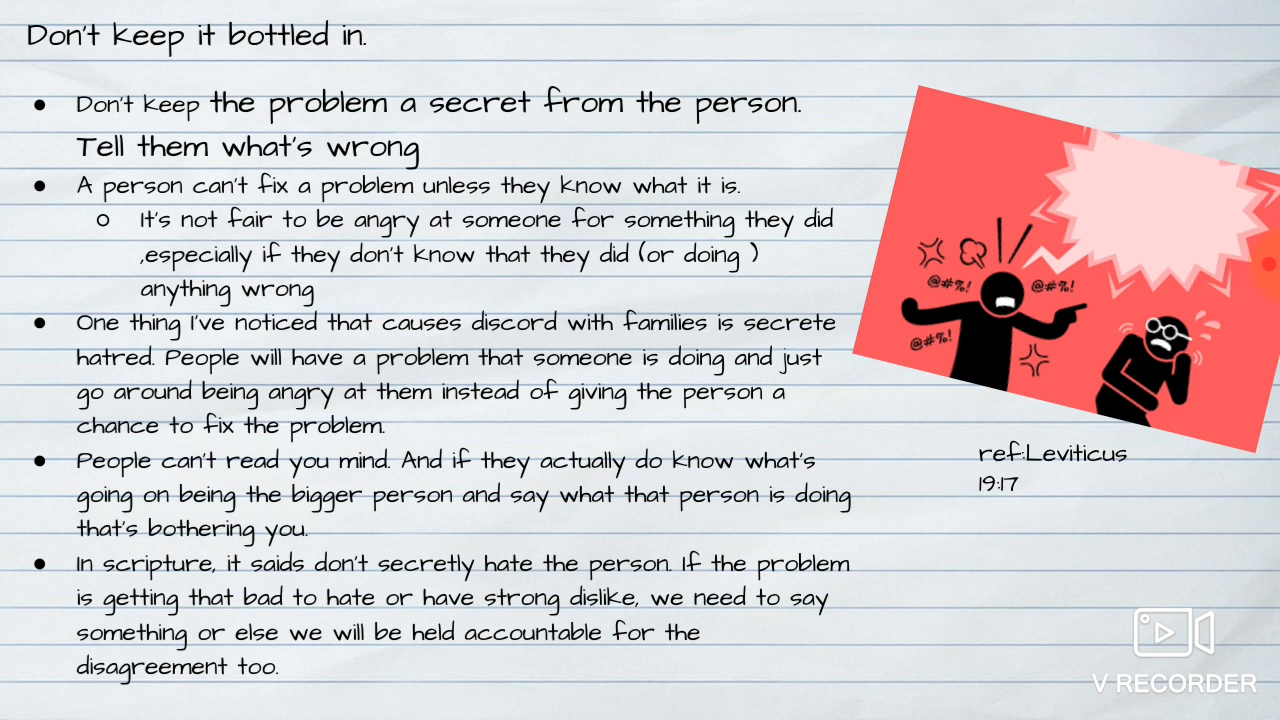 Don't keep it bottled in.
● Don't keep the problem a secret from the person.
Tell them what's wrong
● A person can't fix a problem unless they know what it is.
○ It's not fair to be angry at someone for something they did
,especially if they don't know that they did (or doing )
anything wrong
● One thing I've noticed that causes discord with families is secrete
hatred. People will have a problem that someone is doing and just
go around being angry at them instead of giving the person a
chance to fix the problem.
● People can't read you mind. And if they actually do know what's
going on being the bigger person and say what that person is doing
that's bothering you.
● In scripture, it saids don't secretly hate the person. If the problem
is getting that bad to hate or have strong dislike, we need to say
something or else we will be held accountable for the
disagreement too.
@#%!
@#%!
@#%!
ref:Leviticus
19:17
V RECORDER